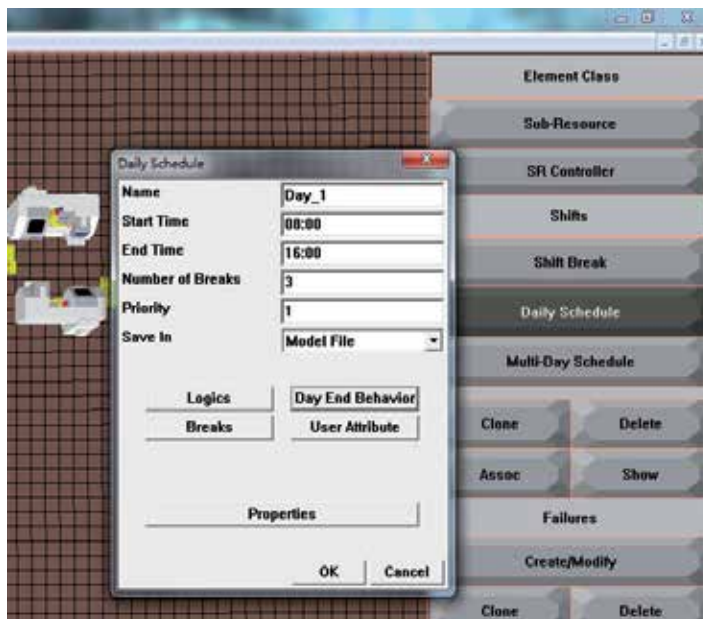 Element Class
Sub-Resource
SR Controller
Shifts
Shift Break
Daily Schedule
Multi-Day Schedule
Clone Delete
Assoc Show
Failures
Create/Modify
Clone Delete
Daily Schedule
Name Day_1
Start Time 08:00
End Time 16:00
Number of Breaks 3
Priority 1
Save In Model File
Logics Day End Behavior
Breaks User Attribute
Properties
OK Cancel